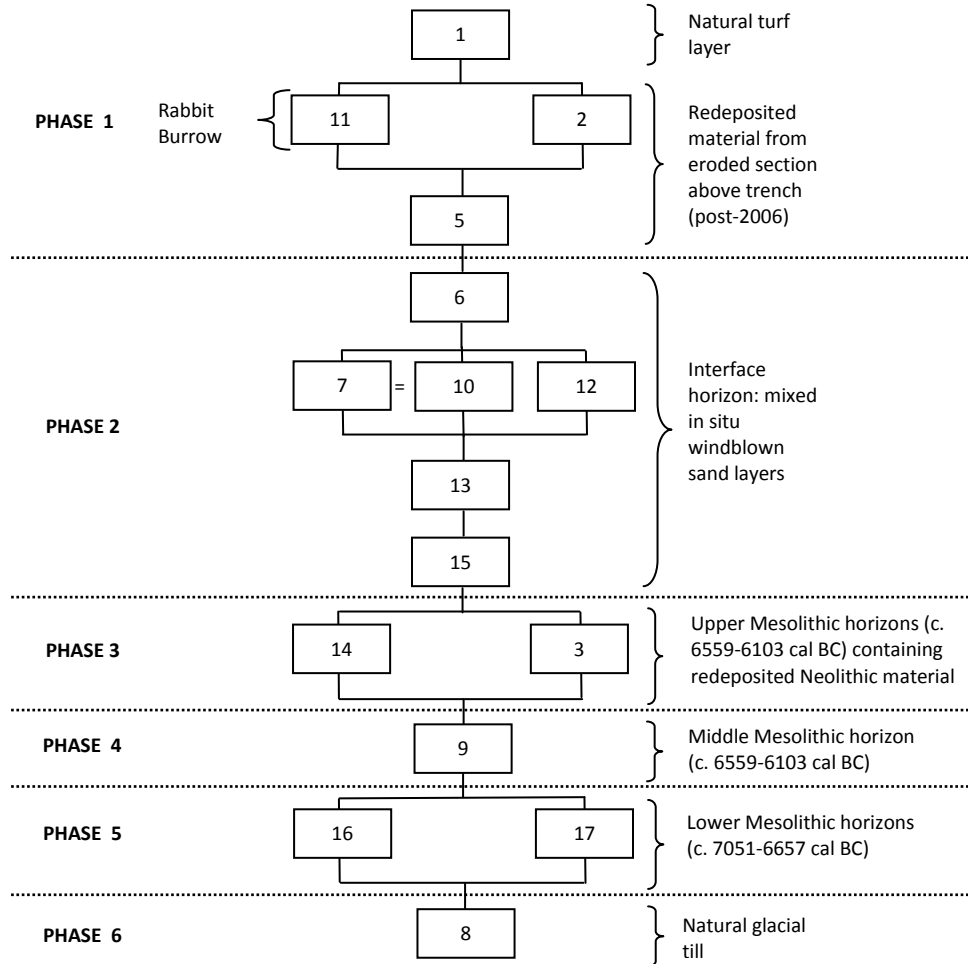 1
Natural turf
layer
PHASE 1
Rabbit
Burrow
11
2
Redeposited
material from
eroded section
above trench
(post-2006)
5
6
7 = 10
12
PHASE 2
Interface
horizon: mixed
in situ
windblown
sand layers
13
15
PHASE 3
14
3
Upper Mesolithic horizons (c.
6559-6103 cal BC) containing
redeposited Neolithic material
PHASE 4
9
Middle Mesolithic horizon
(c. 6559-6103 cal BC)
PHASE 5
16
17
Lower Mesolithic horizons
(c. 7051-6657 cal BC)
PHASE 6
8
Natural glacial
till